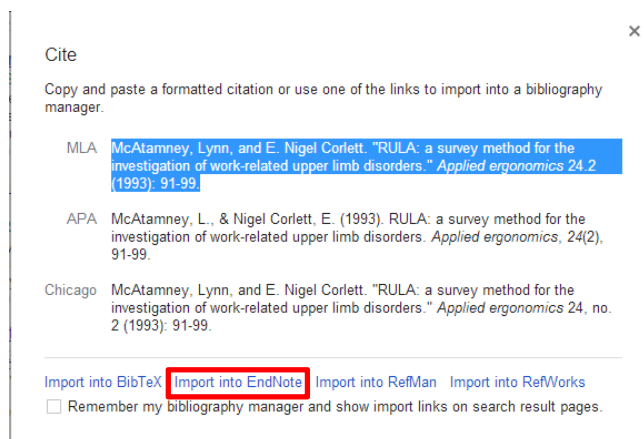 Cite
Copy and paste a formatted citation or use one of the links to import into a bibliography
manager.
MLA McAtamney, Lynn, and E. Nigel Corlett. "RULA: a survey method for the
investigation of work-related upper limb disorders." Applied ergonomics 24.2
(1993): 91-99.
APA McAtamney, L., & Nigel Corlett, E. (1993). RULA: a survey method for the
investigation of work-related upper limb disorders. Applied ergonomics, 24(2),
91-99.
Chicago McAtamney, Lynn, and E. Nigel Corlett. "RULA: a survey method for the
investigation of work-related upper limb disorders." Applied ergonomics 24, no.
2 (1993): 91-99.
Import into BibTeX Import into EndNote Import into RefMan Import into RefWorks
Remember my bibliography manager and show import links on search result pages.